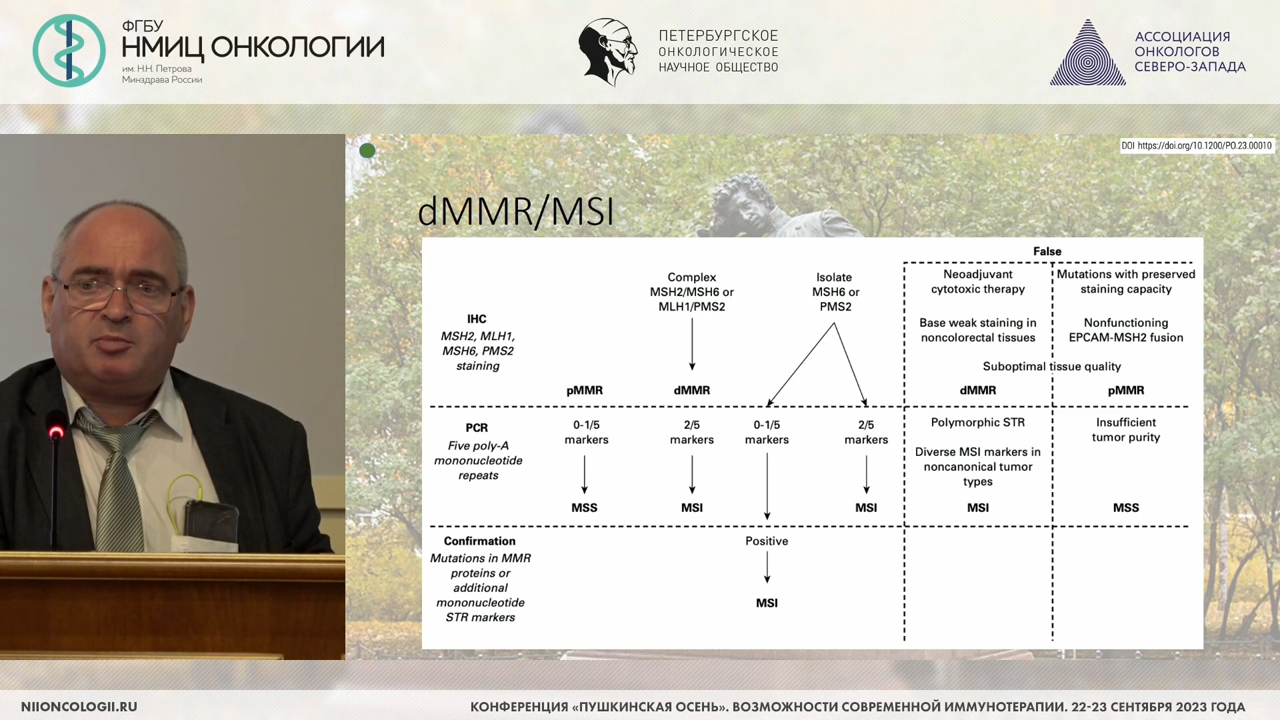 ФГБУ
НМИЦ ОНКОЛОГИИ
им. Н.Н. Петрова
Минздрава России
ПЕТЕРБУРГСКОЕ
ОНКОЛОГИЧЕСКОЕ
НАУЧНОЕ ОБЩЕСТВО
АССОЦИАЦИЯ
ОНКОЛОГОВ
СЕВЕРО-ЗАПАДА
DOI https://doi.org/10.1200/PO.23.00010
dMMR/MSI
False
Complex
MSH2/MSH6 or
MLH1/PMS2
Isolate
MSH6 or
PMS2
Neoadjuvant
cytotoxic therapy
Mutations with preserved
staining capacity
IHC
MSH2, MLH1,
MSH6, PMS2
staining
Base weak staining in
noncolorectal tissues
Nonfunctioning
EPCAM-MSH2 fusion
Suboptimal tissue quality
pMMR
dMMR
dMMR
pMMR
PCR
Five poly-A
mononucleotide
repeats
0-1/5
markers
2/5
markers
0-1/5
markers
2/5
markers
Polymorphic STR
Diverse MSI markers in
noncanonical tumor
types
Insufficient
tumor purity
MSS
MSI
MSI
MSI
MSS
Confirmation
Mutations in MMR
proteins or
additional
mononucleotide
STR markers
Positive
MSI
NIIONCOLOGII.RU
КОНФЕРЕНЦИЯ «ПУШКИНСКАЯ ОСЕНЬ». ВОЗМОЖНОСТИ СОВРЕМЕННОЙ ИММУНОТЕРАПИИ. 22-23 СЕНТЯБРЯ 2023 ГОДА